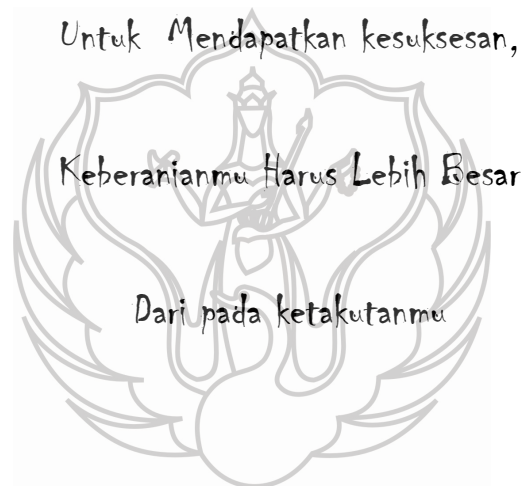 Untuk Mendapatkan kesuksesan,
Keberanianmu Harus Lebih Besar
Dari pada ketakutanmu